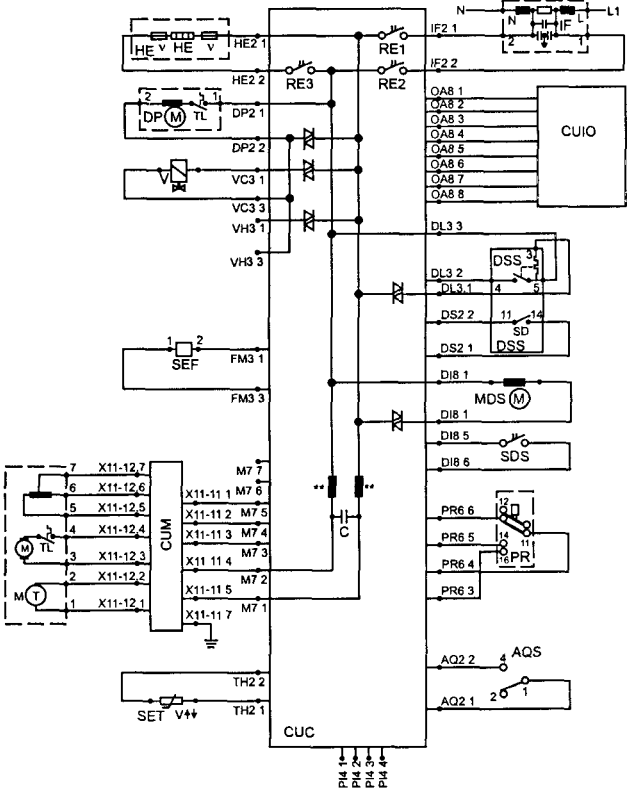 N
N
L
L1
IF
2
1
HE
V
HE
V
HE2 1
IF2 1
RE1
HE2 2
IF2 2
RE3
RE2
2
1
DP
M
TL
DP2 1
DP2 2
OA8 1
OA8 2
OA8 3
OA8 4
OA8 5
OA8 6
OA8 7
OA8 8
CUIO
V
VC3 1
VC3 3
VH3 1
VH3 3
DL3 3
DSS
3
DL3 2
4
5
DL3.1
DS2 2
11
14
SD
DSS
DS2 1
1
2
SEF
FM3 1
FM3 3
DI8 1
MDS
M
DI8 1
DI8 5
SDS
DI8 6
7
X11-12,7
6
X11-12,6
5
X11-12,5
4
X11-12,4
M
TL
3
X11-12,3
2
X11-12,2
M
T
1
X11-12,1
CUM
M7 7
M7 6
X11-11 1
M7 5
X11-11 2
M7 4
X11-11 3
M7 3
X11 11 4
M7 2
X11-11 5
M7 1
X11-11 7
**
**
C
PR6 6
12
11
PR6 5
14
16
PR
PR6 4
PR6 3
AQ2 2
4
AQS
2
1
AQ2 1
TH2 2
SET
V
TH2 1
CUC
PI4 1
PI4 2
PI4 3
PI4 4